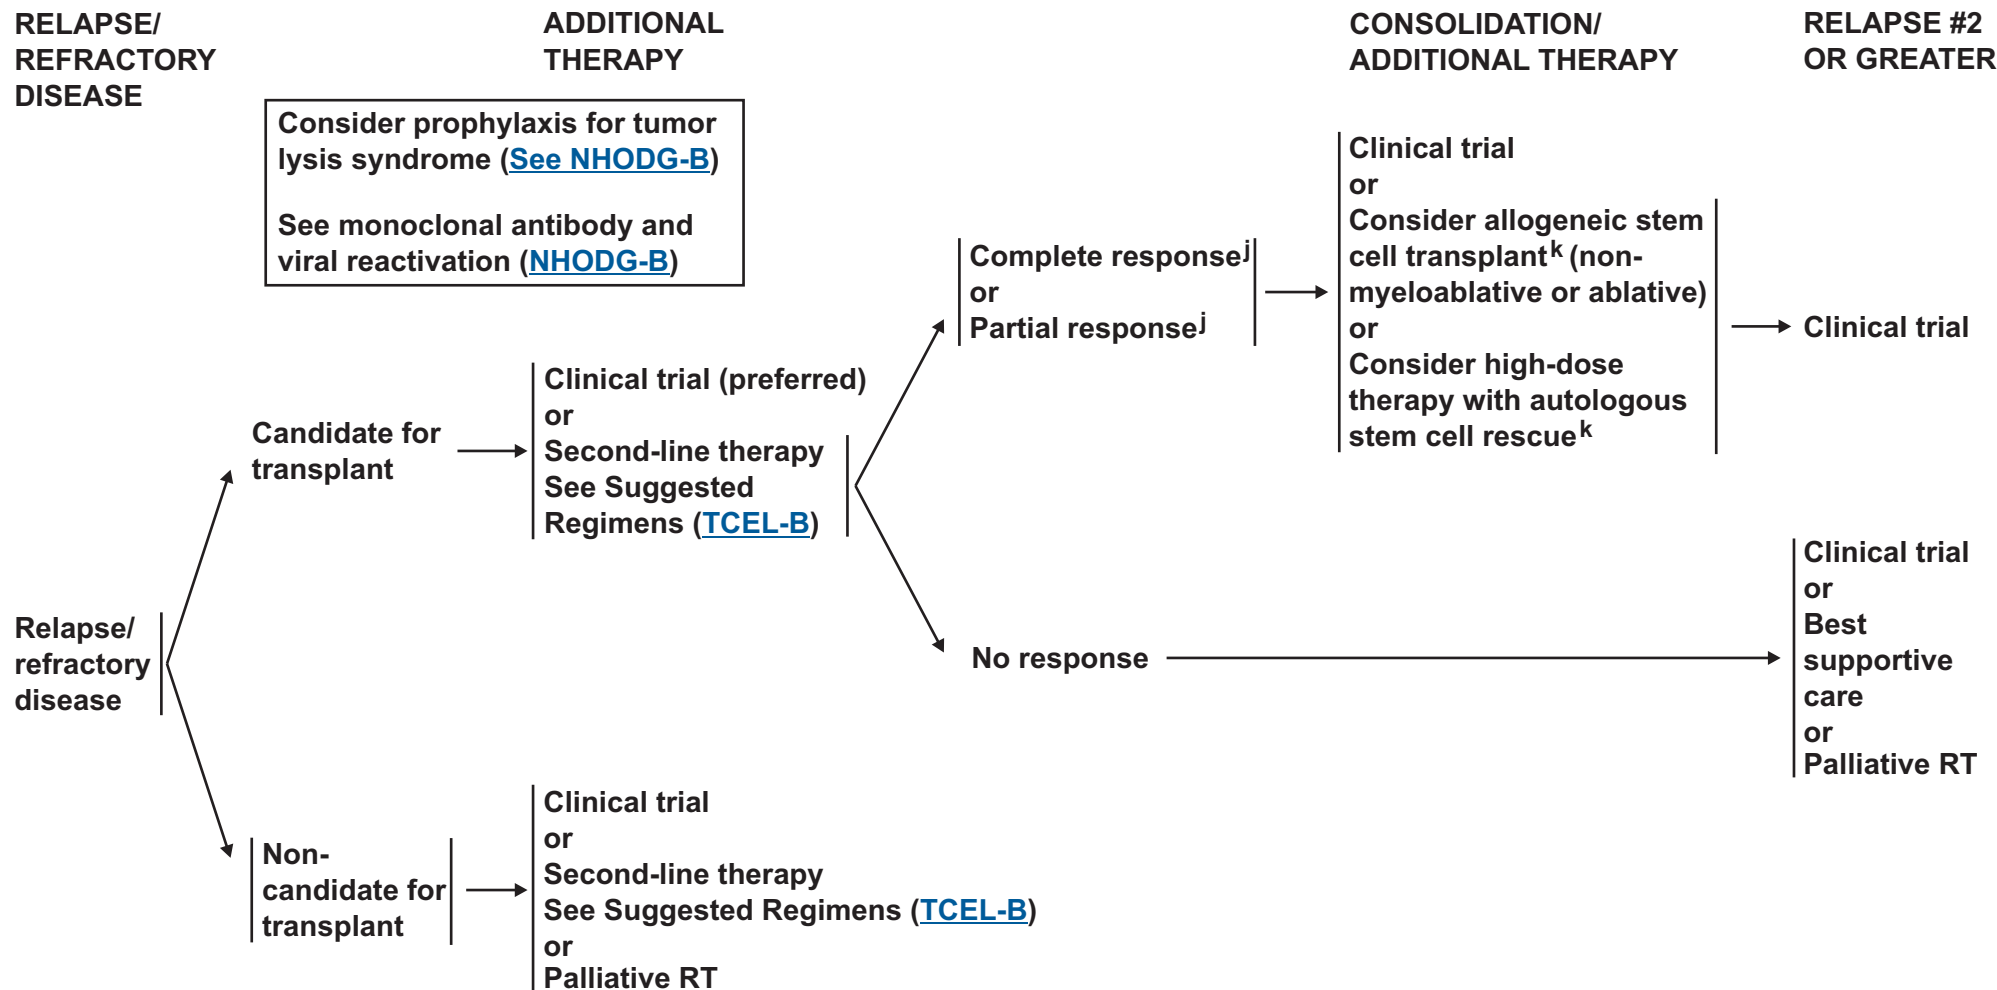 RELAPSE/
REFRACTORY
DISEASE
ADDITIONAL
THERAPY
CONSOLIDATION/
ADDITIONAL THERAPY
RELAPSE #2
OR GREATER
Consider prophylaxis for tumor
lysis syndrome (See NHODG-B)
See monoclonal antibody and
viral reactivation (NHODG-B)
Relapse/
refractory
disease
Candidate for
transplant
Clinical trial (preferred)
or
Second-line therapy
See Suggested
Regimens (TCEL-B)
Complete responsej
or
Partial responsej
Clinical trial
or
Consider allogeneic stem
cell transplantk (non-
myeloablative or ablative)
or
Consider high-dose
therapy with autologous
stem cell rescuek
Clinical trial
No response
Clinical trial
or
Best
supportive
care
or
Palliative RT
Non-
candidate for
transplant
Clinical trial
or
Second-line therapy
See Suggested Regimens (TCEL-B)
or
Palliative RT